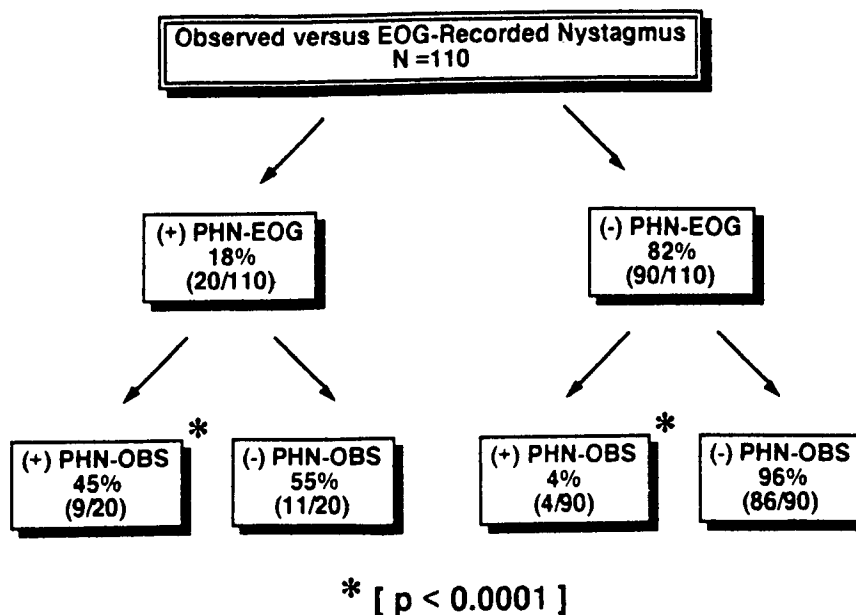 Observed versus EOG-Recorded Nystagmus
N =110
(+) PHN-EOG
18%
(20/110)
(-) PHN-EOG
82%
(90/110)
(+) PHN-OBS
45%
(9/20)
*
(-) PHN-OBS
55%
(11/20)
(+) PHN-OBS
4%
(4/90)
*
(-) PHN-OBS
96%
(86/90)
* [ p < 0.0001 ]